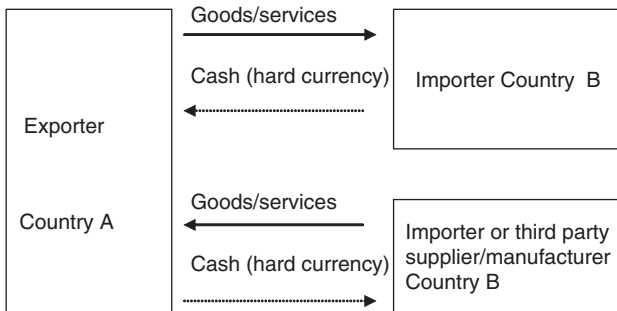 Goods/services
Cash (hard currency)
Importer Country B
Exporter
Country A
Goods/services
Cash (hard currency)
Importer or third party
supplier/manufacturer
Country B